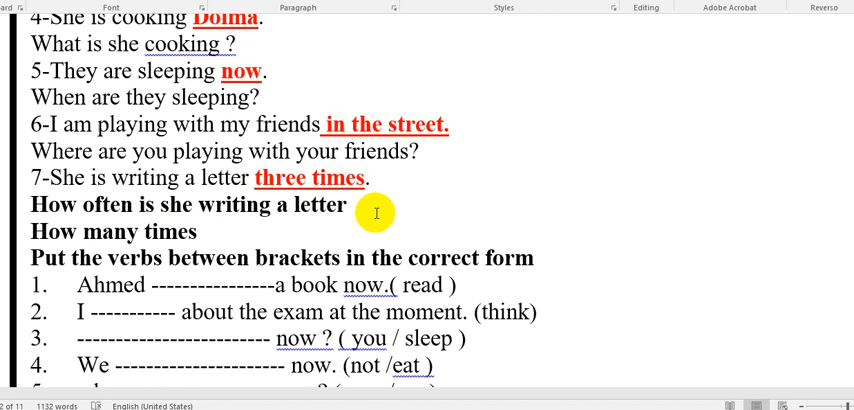 ard Font Paragraph Styles Editing Adobe Acrobat Reverso
4-She is cooking Dolma.
What is she cooking ?
5-They are sleeping now.
When are they sleeping?
6-I am playing with my friends in the street.
Where are you playing with your friends?
7-She is writing a letter three times.
How often is she writing a letter
How many times
Put the verbs between brackets in the correct form
1. Ahmed ----------------a book now.( read )
2. I ----------- about the exam at the moment. (think)
3. ------------------------- now ? ( you / sleep )
4. We ---------------------- now. (not /eat )
2 of 11 1132 words English (United States)